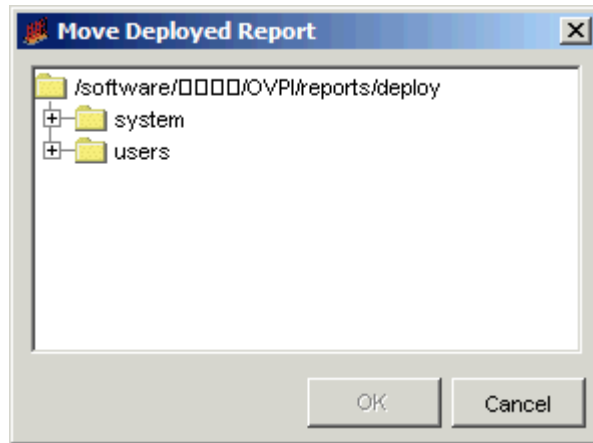 Move Deployed Report
/software/□□□□/OVPI/reports/deploy
system
users
OK
Cancel